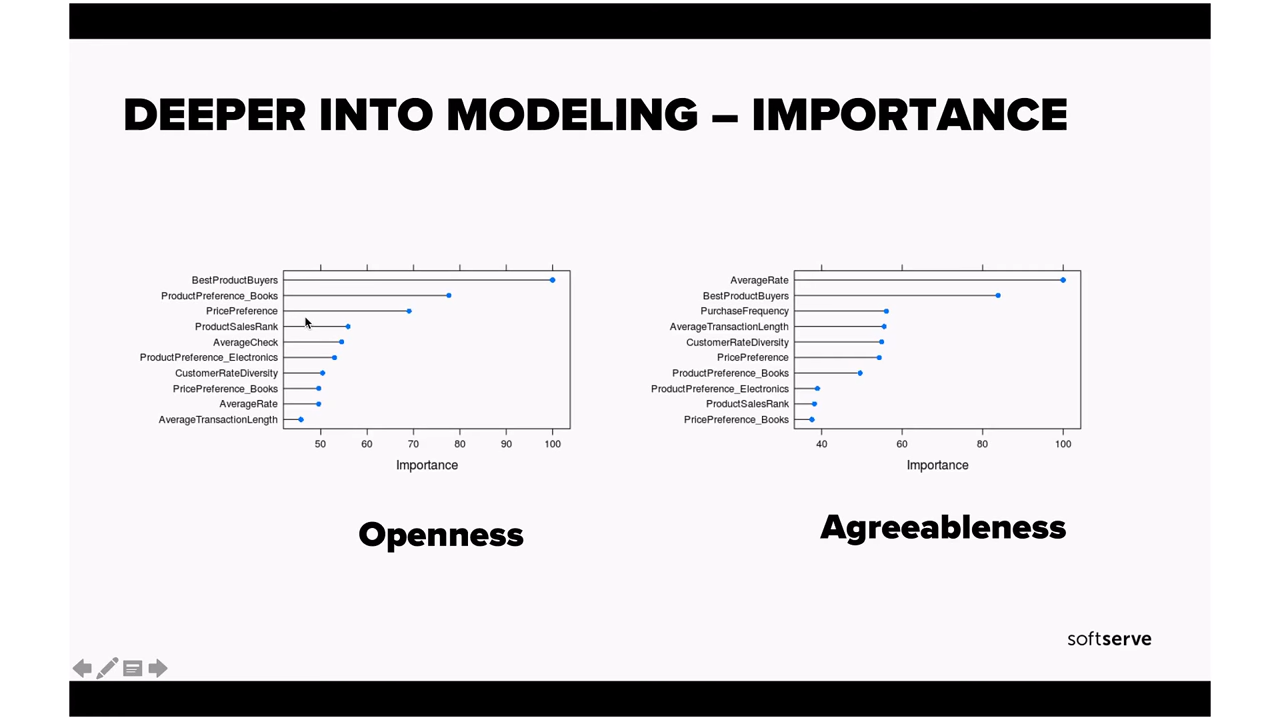 DEEPER INTO MODELING – IMPORTANCE
BestProductBuyers
ProductPreference_Books
PricePreference
ProductSalesRank
AverageCheck
ProductPreference_Electronics
CustomerRateDiversity
PricePreference_Books
AverageRate
AverageTransactionLength
50 60 70 80 90 100
Importance
Openness
AverageRate
BestProductBuyers
PurchaseFrequency
AverageTransactionLength
CustomerRateDiversity
PricePreference
ProductPreference_Books
ProductPreference_Electronics
ProductSalesRank
PricePreference_Books
40 60 80 100
Importance
Agreeableness
softserve